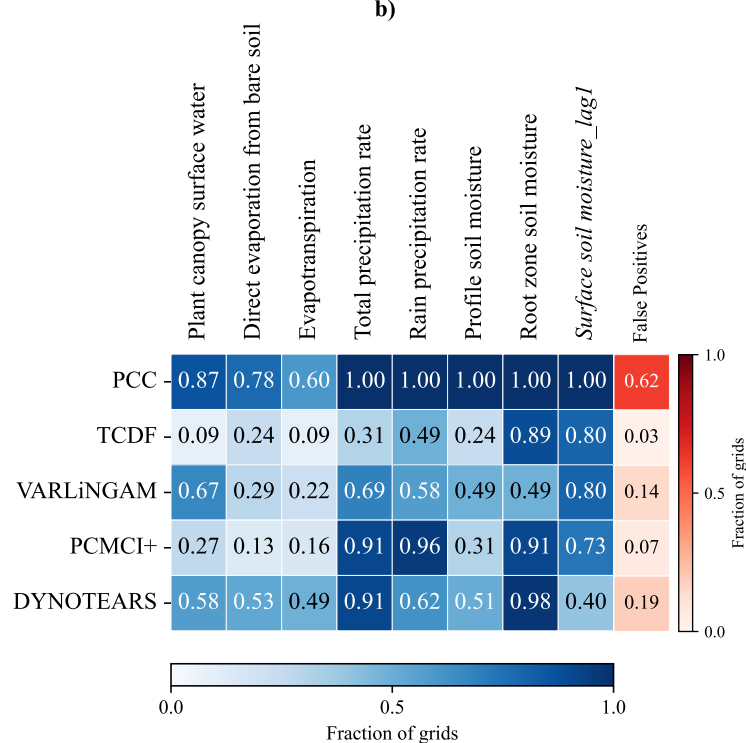 b)
Plant canopy surface water
Direct evaporation from bare soil
Evapotranspiration
Total precipitation rate
Rain precipitation rate
Profile soil moisture
Root zone soil moisture
Surface soil moisture_lag1
False Positives
PCC 0.87 0.78 0.60 1.00 1.00 1.00 1.00 1.00 0.62
TCDF 0.09 0.24 0.09 0.31 0.49 0.24 0.89 0.80 0.03
VARLiNGAM 0.67 0.29 0.22 0.69 0.58 0.49 0.49 0.80 0.14
PCMCI+ 0.27 0.13 0.16 0.91 0.96 0.31 0.91 0.73 0.07
DYNOTEARS 0.58 0.53 0.49 0.91 0.62 0.51 0.98 0.40 0.19
1.0
0.5
0.0
Fraction of grids
0.0 0.5 1.0
Fraction of grids